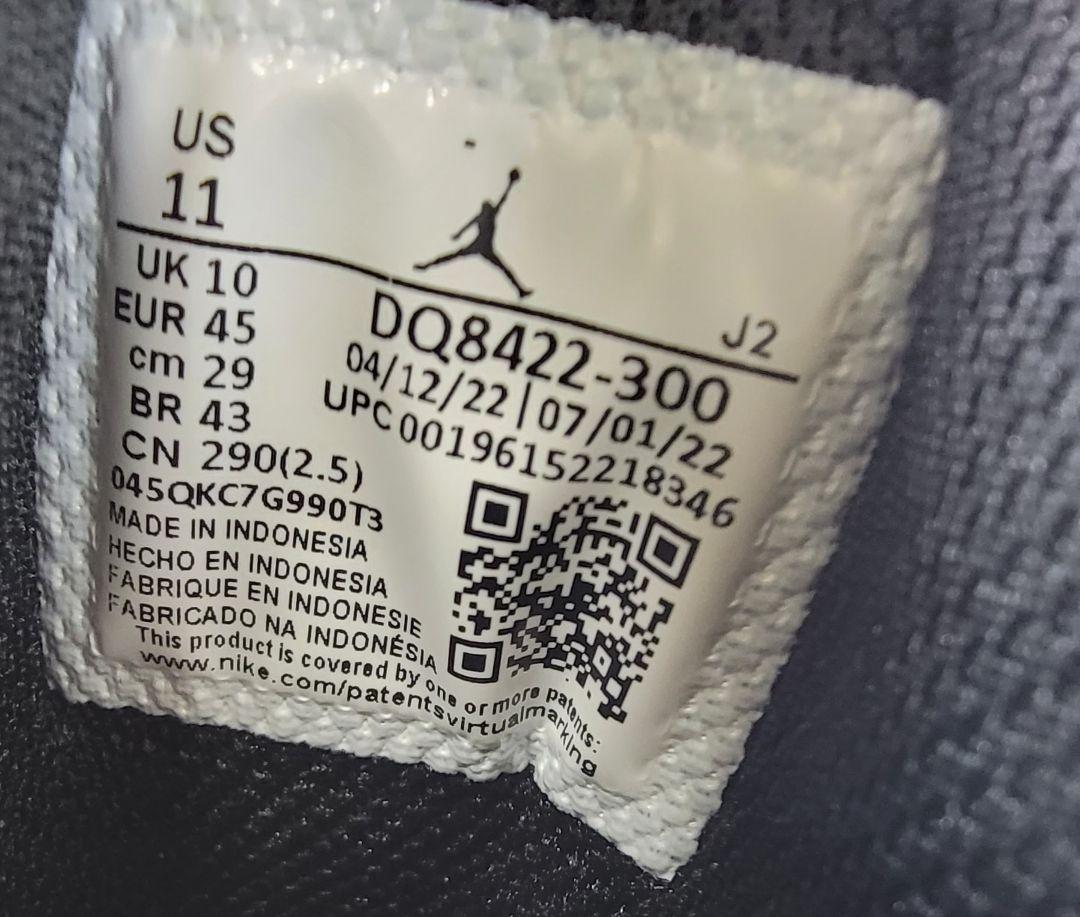 US
11
UK 10
EUR 45
cm 29
BR 43
CN 290(2.5)
045QKC7G990T3
J2
DQ8422-300
04/12/22 | 07/01/22
UPC 00196152218346
MADE IN INDONESIA
HECHO EN INDONESIA
FABRIQUE EN INDONESIE
FABRICADO NA INDONÉSIA
This product is covered by one or more patents:
www.nike.com/patentsvirtualmarking